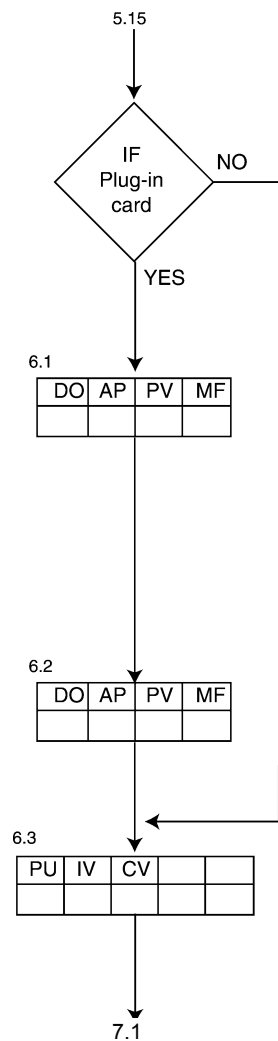 5.15
IF
Plug-in
card
NO
YES
6.1
DO AP PV MF
6.2
DO AP PV MF
6.3
PU IV CV
7.1